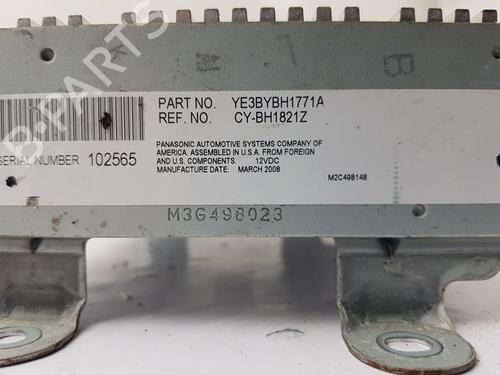 B-PARTS
PART NO. YE3BYBH1771A
REF. NO. CY-BH1821Z
SERIAL NUMBER 102565
PANASONIC AUTOMOTIVE SYSTEMS COMPANY OF
AMERICA, ASSEMBLED IN U.S.A. FROM FOREIGN
AND U.S. COMPONENTS. 12VDC
MANUFACTURE DATE: MARCH 2008
M2C498148
M3G498023